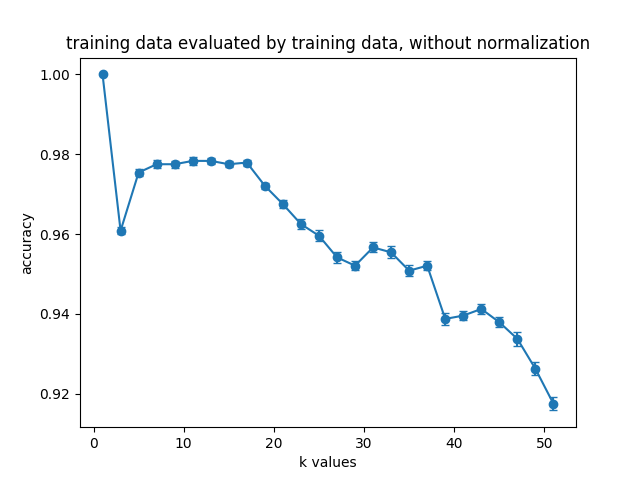 training data evaluated by training data, without normalization
1.00
0.98
0.96
0.94
0.92
accuracy
0 10 20 30 40 50
k values